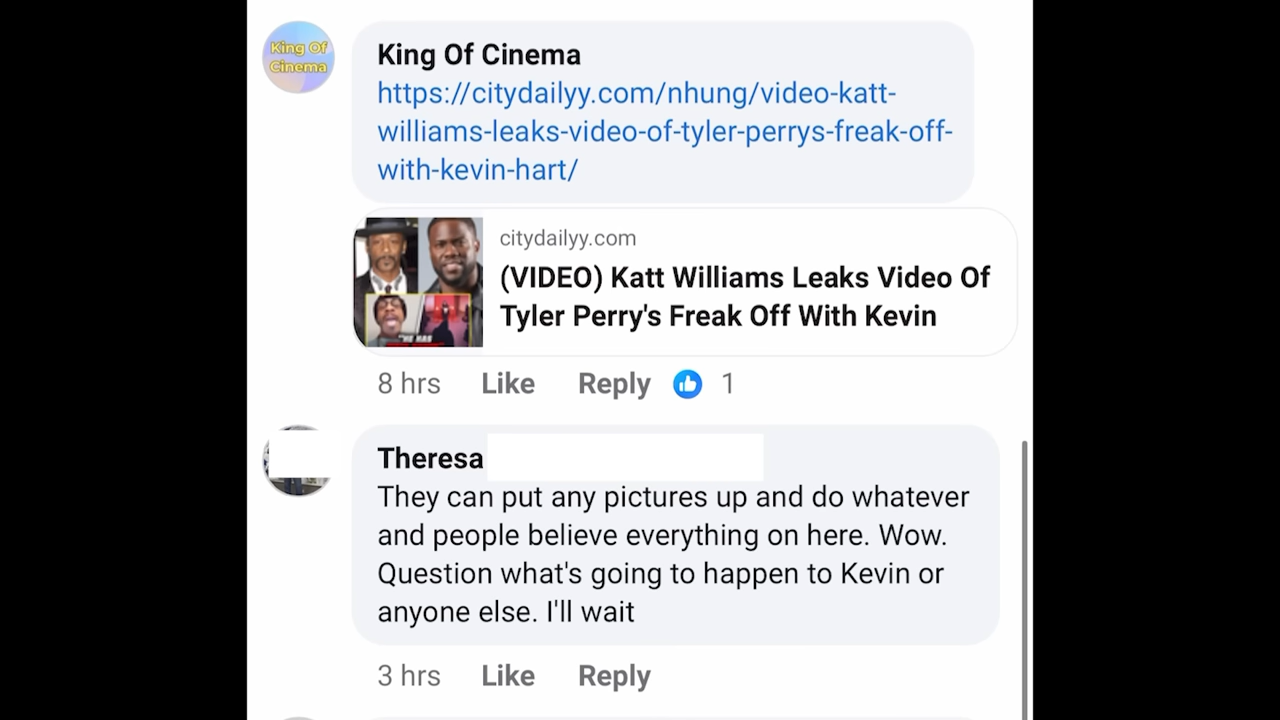 King Of
Cinema
King Of Cinema
https://citydailyy.com/nhung/video-katt-
williams-leaks-video-of-tyler-perrys-freak-off-
with-kevin-hart/
citydailyy.com
(VIDEO) Katt Williams Leaks Video Of
Tyler Perry's Freak Off With Kevin
"HE HAS
8 hrs Like Reply 1
Theresa
They can put any pictures up and do whatever
and people believe everything on here. Wow.
Question what's going to happen to Kevin or
anyone else. I'll wait
3 hrs Like Reply